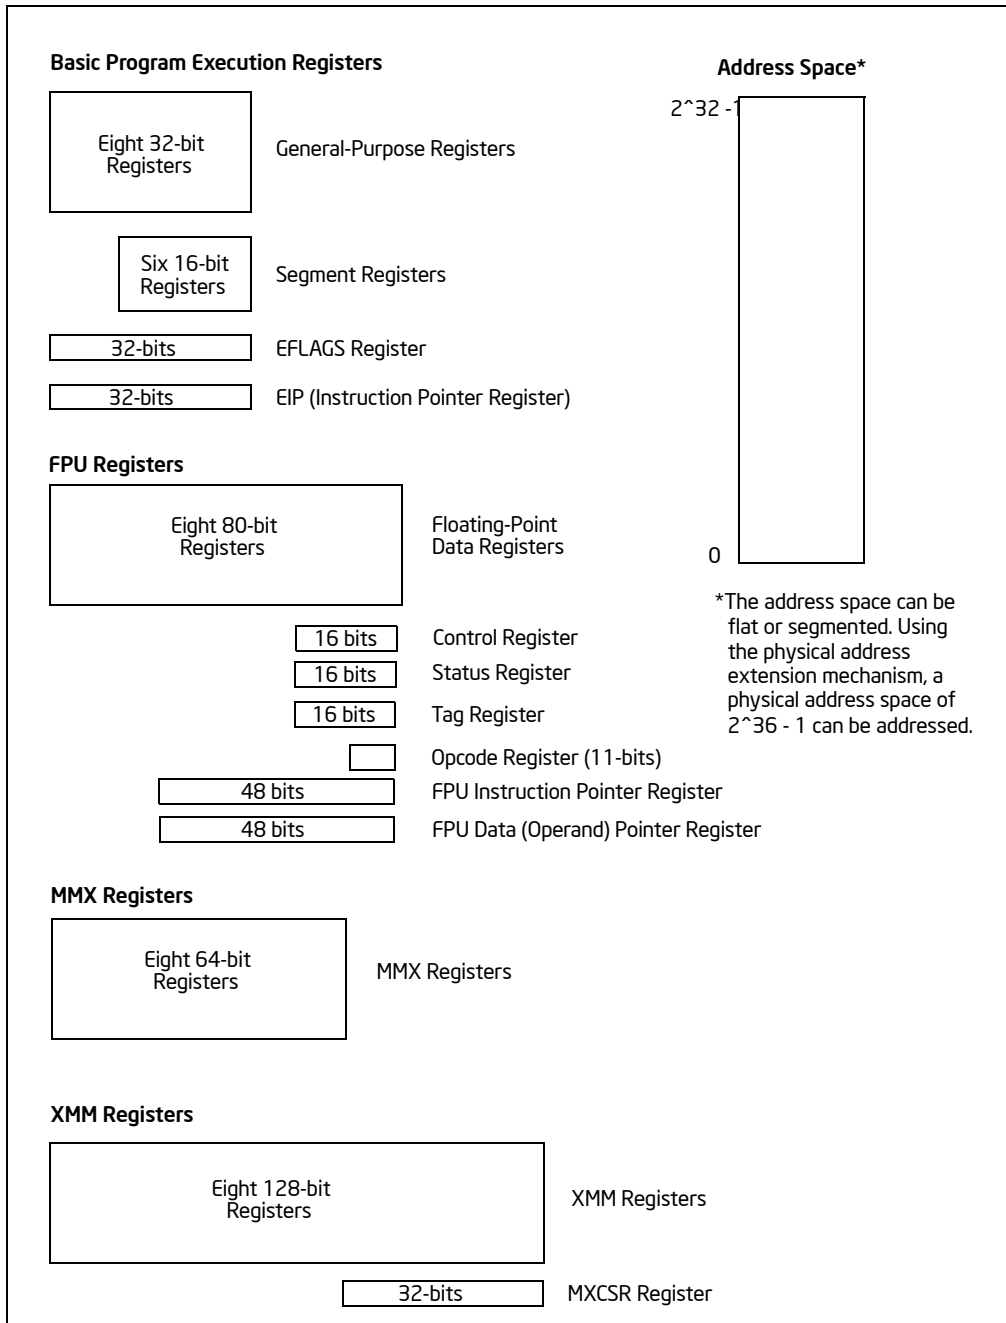 Basic Program Execution Registers
Address Space*
2^32 -1
Eight 32-bit
Registers
General-Purpose Registers
Six 16-bit
Registers
Segment Registers
32-bits
EFLAGS Register
32-bits
EIP (Instruction Pointer Register)
FPU Registers
Eight 80-bit
Registers
Floating-Point
Data Registers
0
*The address space can be
flat or segmented. Using
the physical address
extension mechanism, a
physical address space of
2^36 - 1 can be addressed.
16 bits
Control Register
16 bits
Status Register
16 bits
Tag Register
Opcode Register (11-bits)
48 bits
FPU Instruction Pointer Register
48 bits
FPU Data (Operand) Pointer Register
MMX Registers
Eight 64-bit
Registers
MMX Registers
XMM Registers
Eight 128-bit
Registers
XMM Registers
32-bits
MXCSR Register